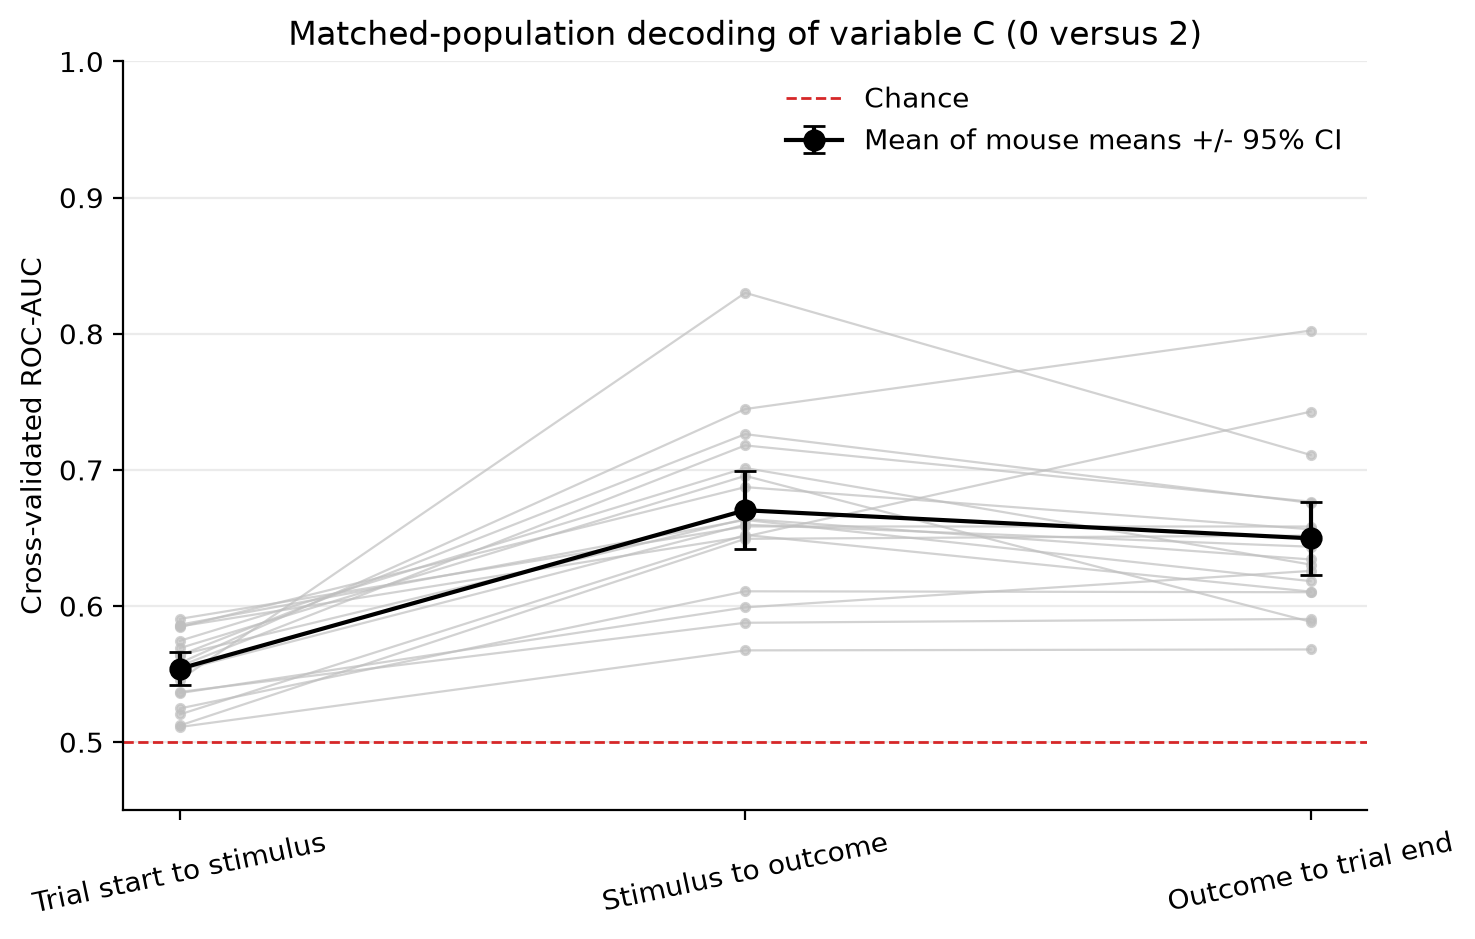 Matched-population decoding of variable C (0 versus 2)
Chance
Mean of mouse means +/- 95% CI
Cross-validated ROC-AUC
1.0
0.9
0.8
0.7
0.6
0.5
Trial start to stimulus
Stimulus to outcome
Outcome to trial end